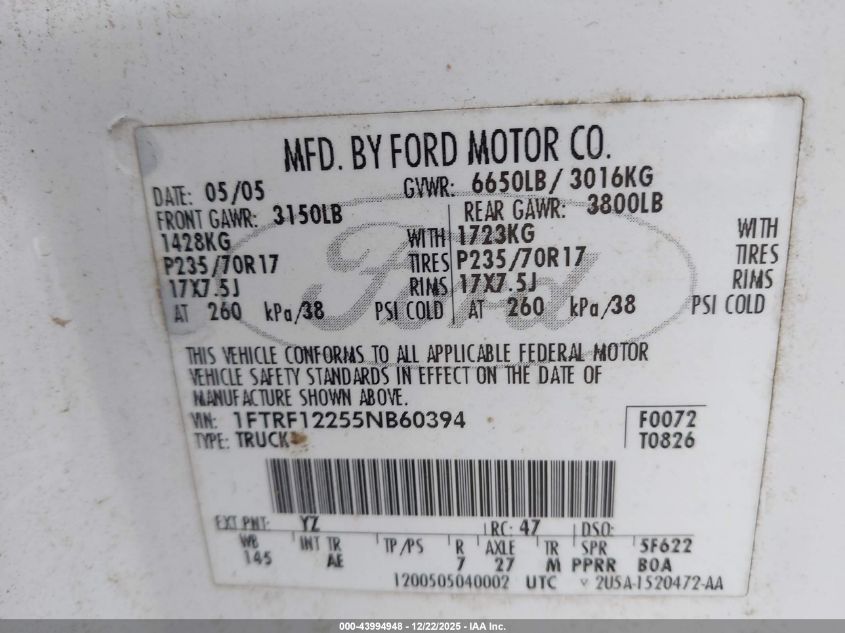 MFD. BY FORD MOTOR CO.
DATE: 05/05 GVWR: 6650LB/ 3016KG
FRONT GAWR: 3150LB REAR GAWR: 3800LB
1428KG WITH 1723KG WITH
P235/70R17 TIRES P235/70R17 TIRES
17X7.5J RIMS 17X7.5J RIMS
AT 260 kPa/38 PSI COLD AT 260 kPa/38 PSI COLD
Ford
THIS VEHICLE CONFORMS TO ALL APPLICABLE FEDERAL MOTOR
VEHICLE SAFETY STANDARDS IN EFFECT ON THE DATE OF
MANUFACTURE SHOWN ABOVE.
VIN: 1FTRF12255NB60394 F0072
TYPE: TRUCK T0826
EXT PNT: YZ RC: 47 DSO:
WB INT TR TP/PS R AXLE TR SPR 5F622
145 AE 7 27 M PPRR BOA
1200505040002 UTC 2U5A-1520472-AA
000-43994948 - 12/22/2025 - IAA Inc.